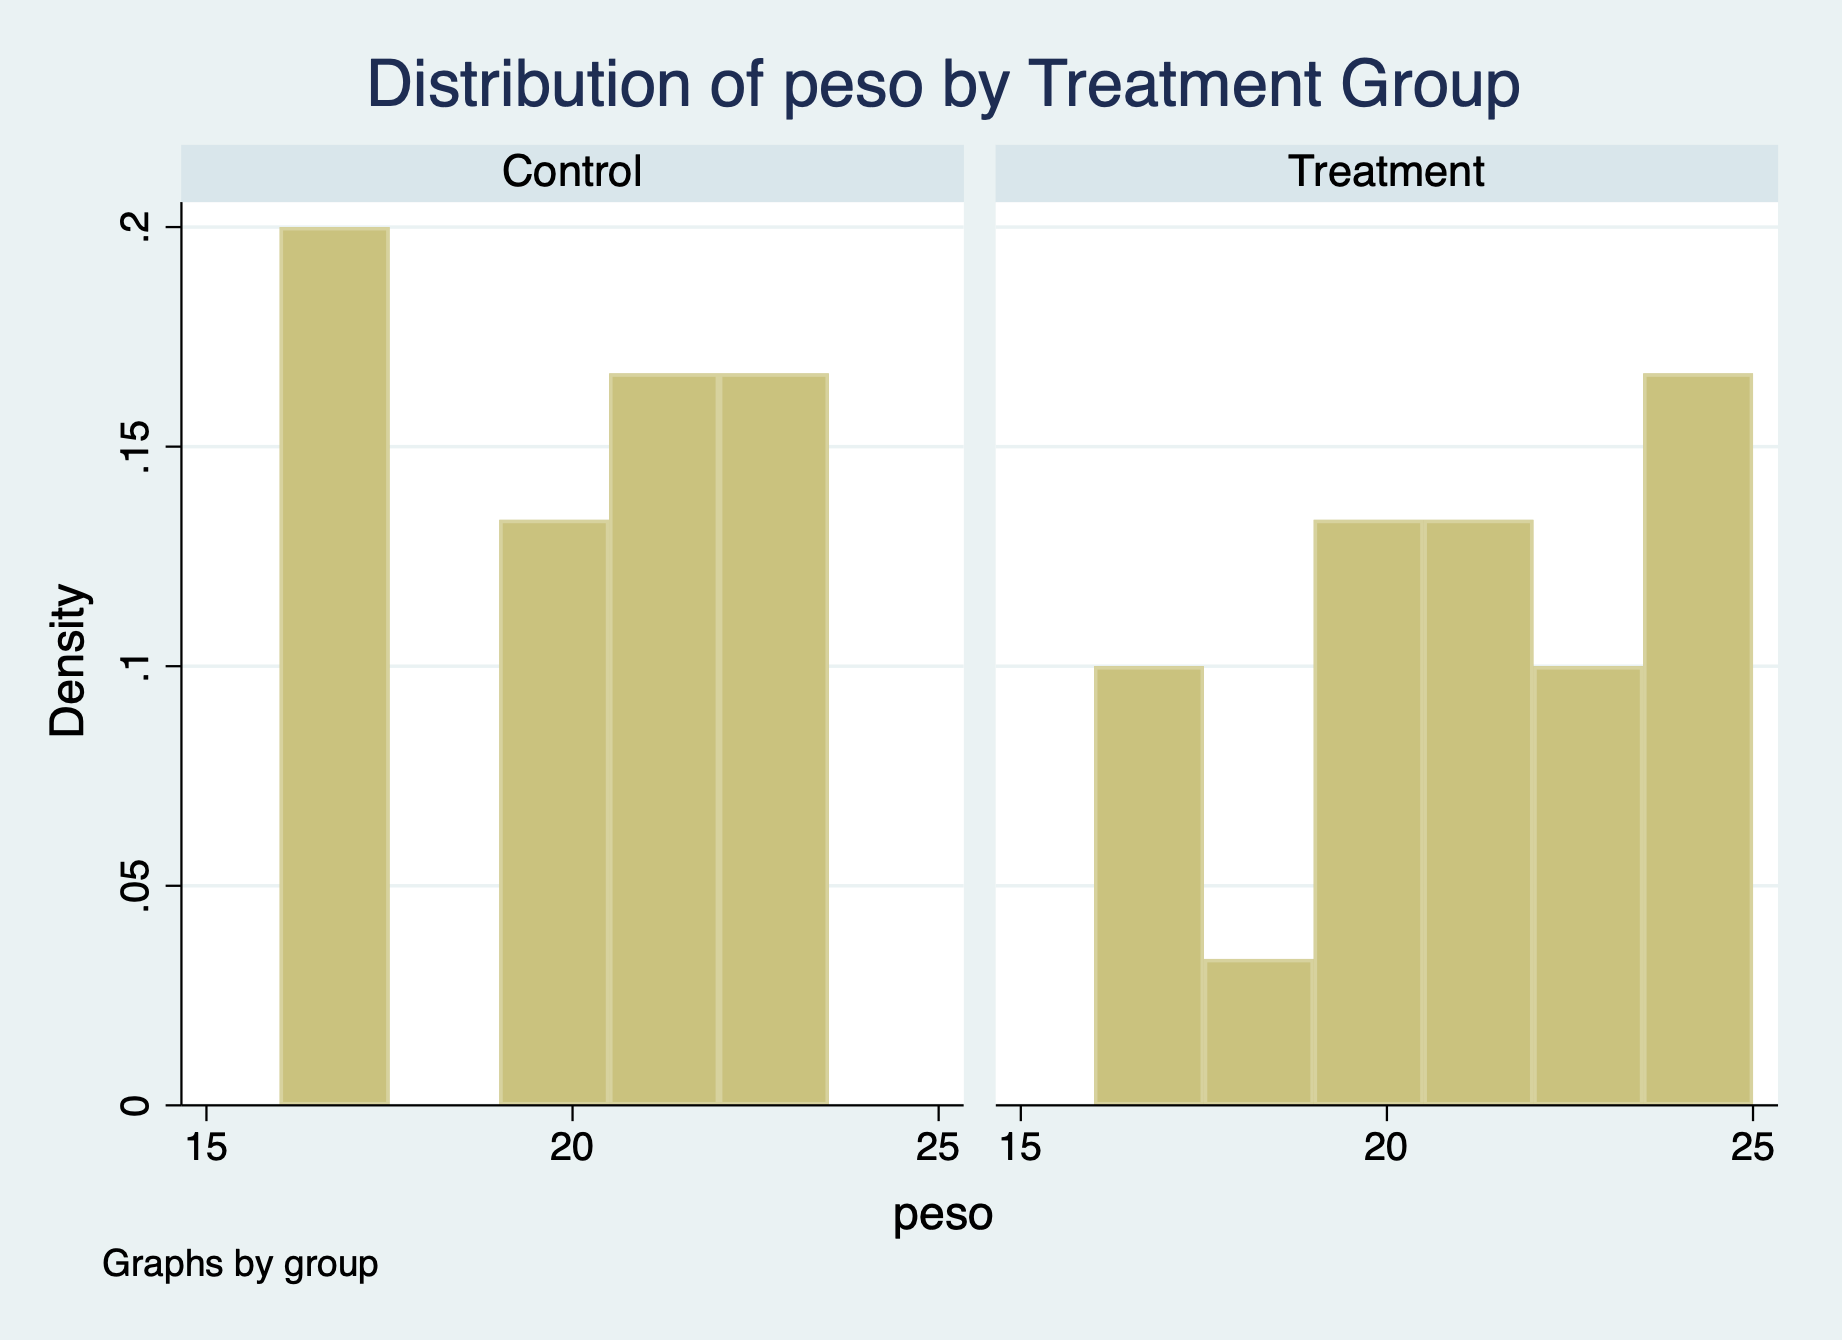 Distribution of peso by Treatment Group
Control
Treatment
Density
.2
.15
.1
.05
0
15 20 25
15 20 25
peso
Graphs by group